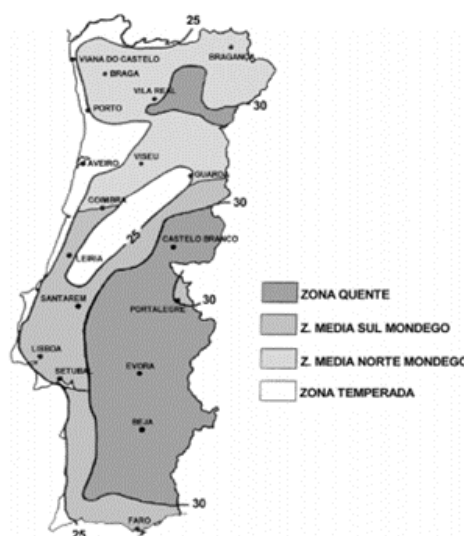 25
BRAGANÇA
VIANA DO CASTELO
BRAGA
VILA REAL
PORTO
30
AVEIRO
VISEU
GUARDA
COIMBRA
30
25
CASTELO BRANCO
LEIRIA
30
PORTALEGRE
SANTAREM
LISBOA
SETUBAL
EVORA
BEJA
30
FARO
25
ZONA QUENTE
Z. MEDIA SUL MONDEGO
Z. MEDIA NORTE MONDEGO
ZONA TEMPERADA